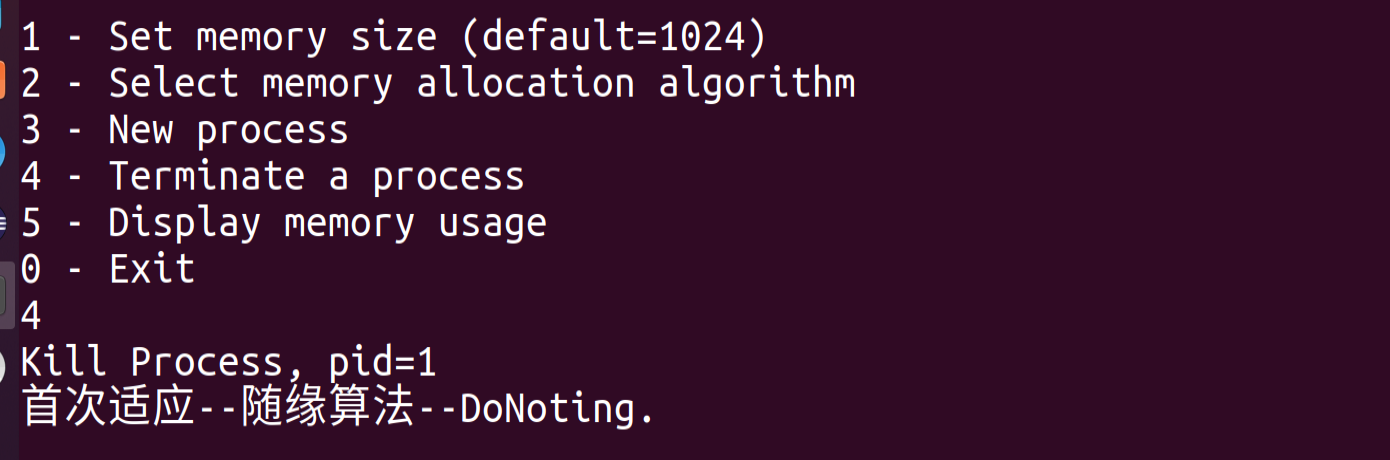 1 - Set memory size (default=1024)
2 - Select memory allocation algorithm
3 - New process
4 - Terminate a process
5 - Display memory usage
0 - Exit
4
Kill Process, pid=1
首次适应--随缘算法--DoNoting.